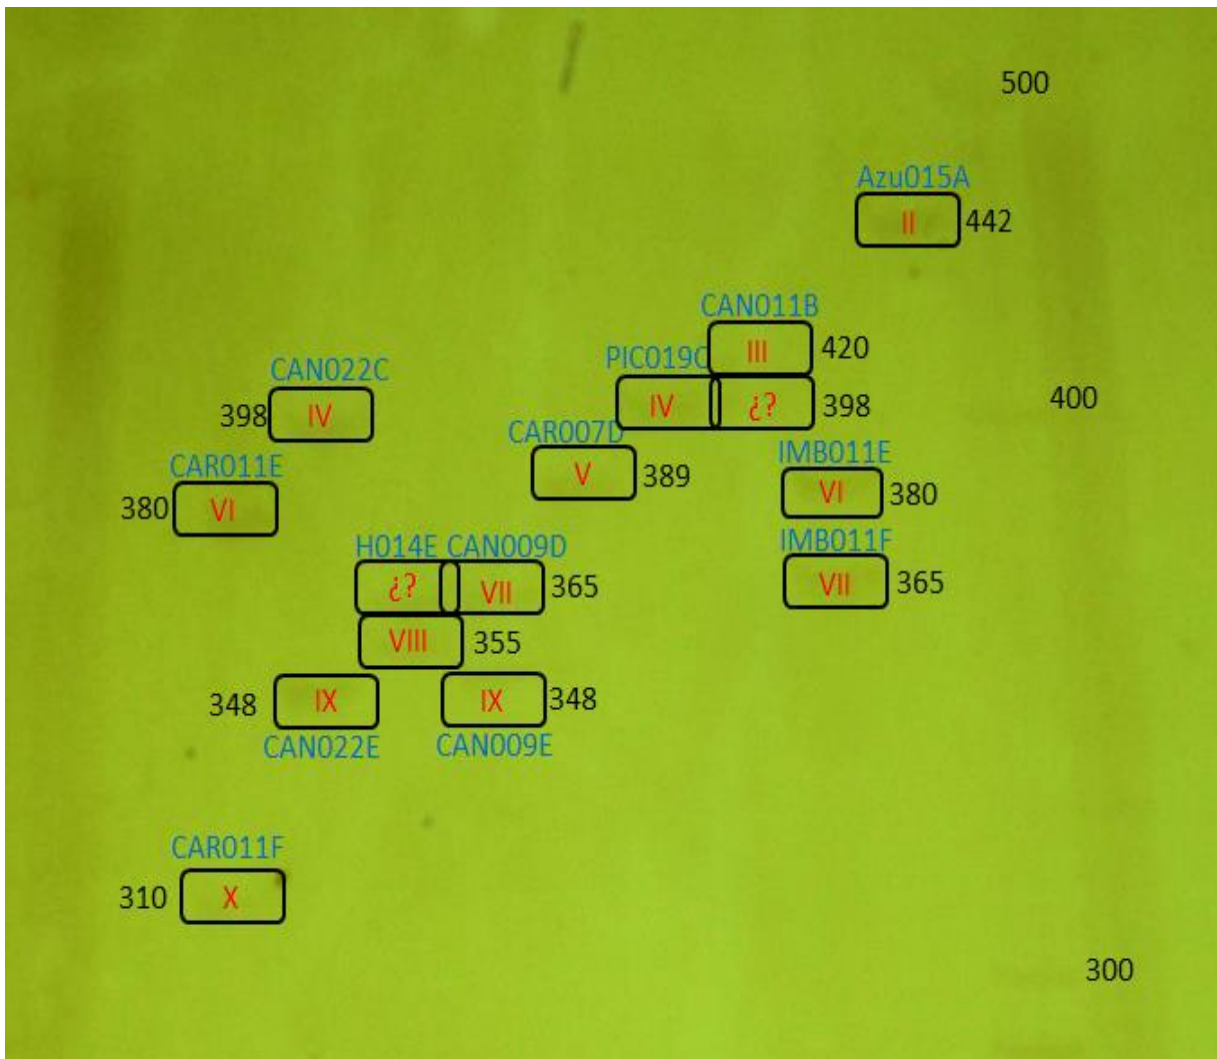 500
Azu015A
II 442
CAN011B
III 420
PIC019C
IV ¿? 398
CAN022C
398 IV
400
CAR007D
V 389
CAR011E
380 VI
IMB011E
VI 380
H014E CAN009D
¿? VII 365
IMB011F
VII 365
VIII 355
348 IX
CAN022E
IX 348
CAN009E
CAR011F
310 X
300